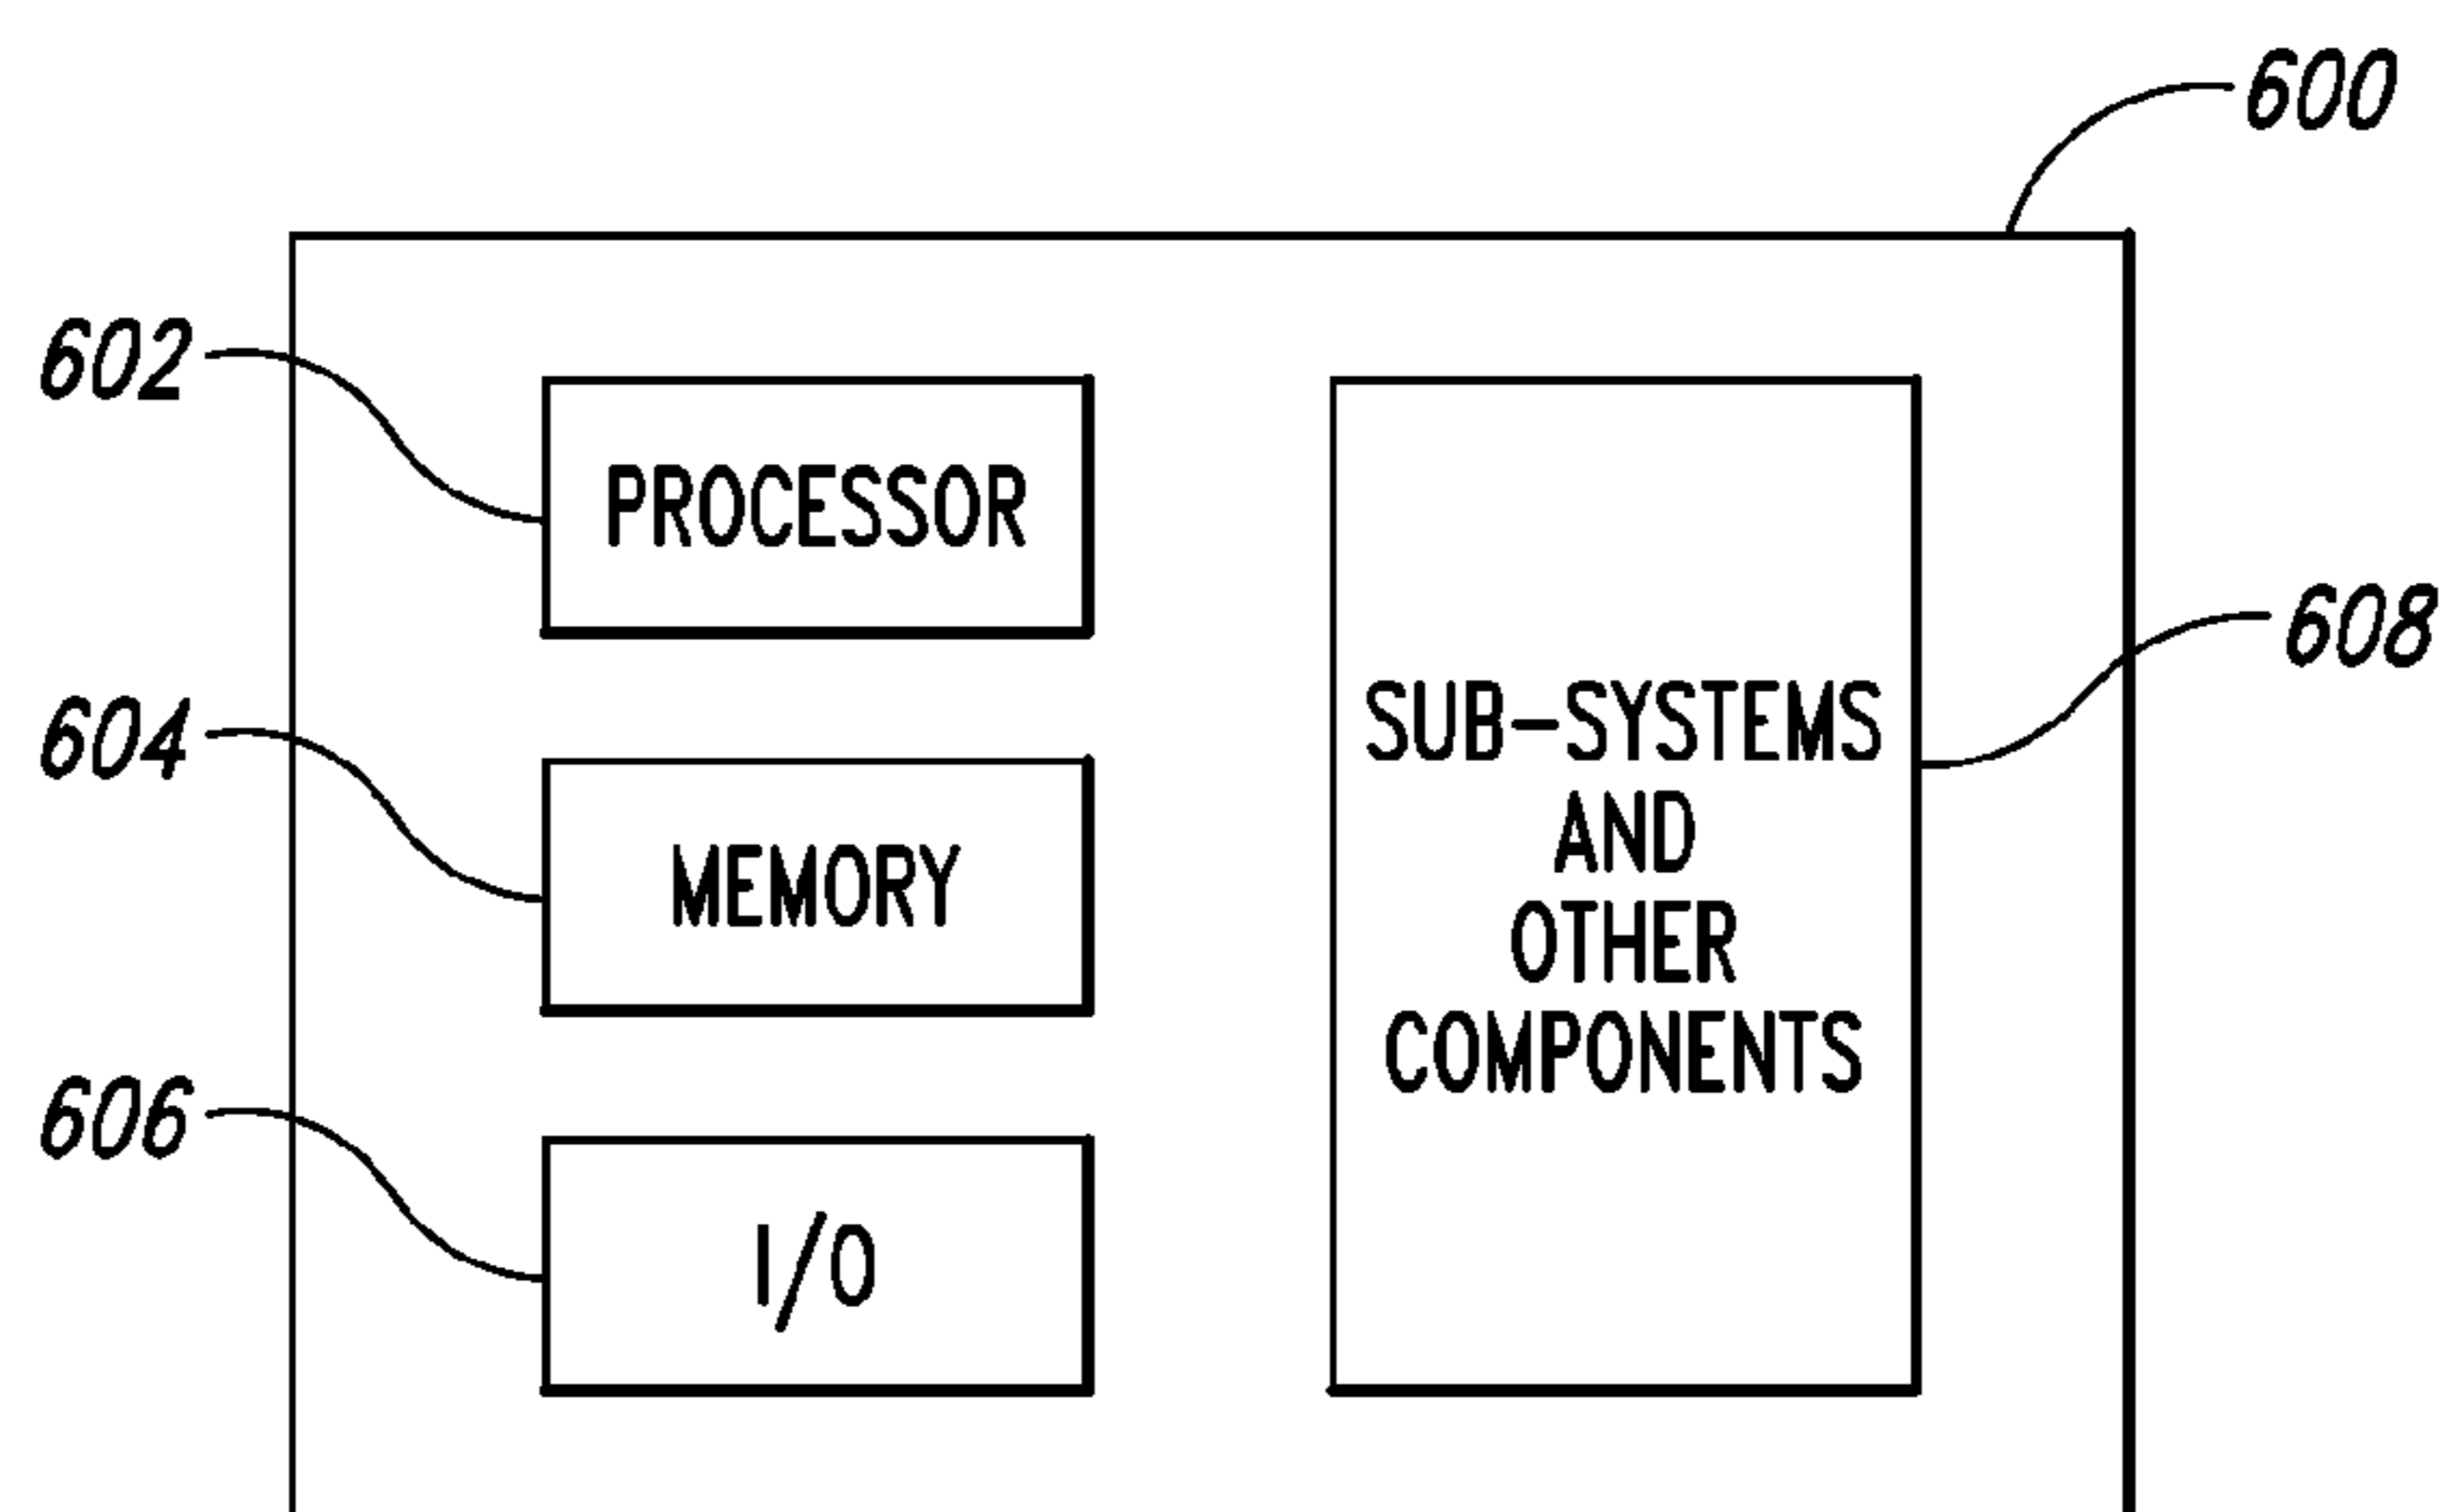 600
602
PROCESSOR
608
604
SUB-SYSTEMS
AND
OTHER
COMPONENTS
MEMORY
606
I/O